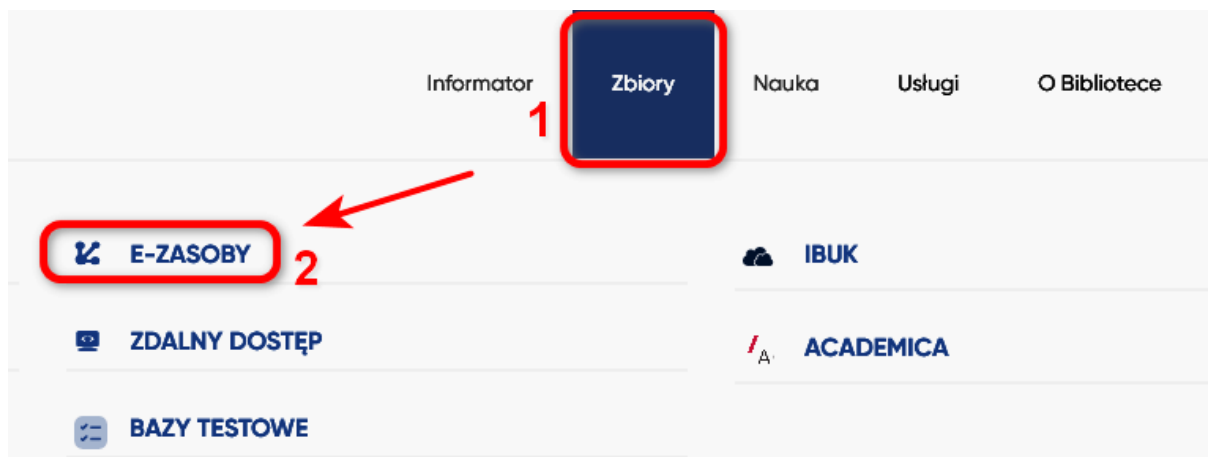 Informator Zbiory Nauka Usługi O Bibliotece
1
E-ZASOBY
2
IBUK
ZDALNY DOSTĘP
A
ACADEMICA
BAZY TESTOWE